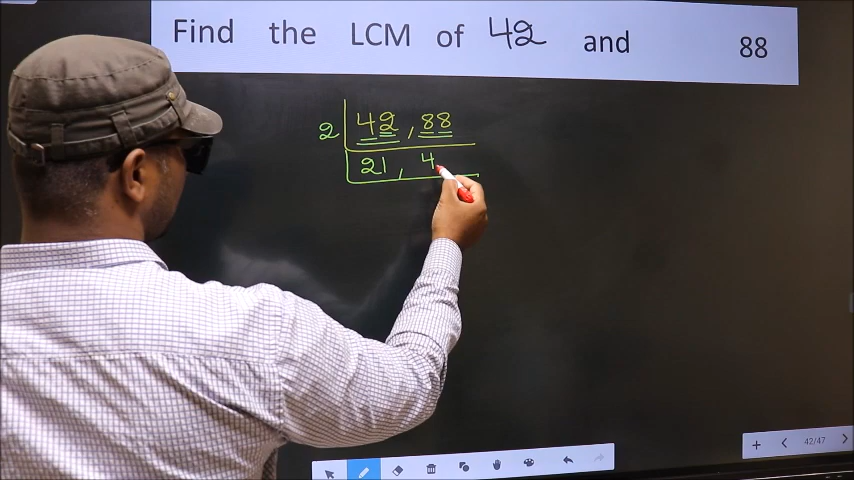 Find the LCM of 42 and 88
2 42 , 88
21 , 4
42/47